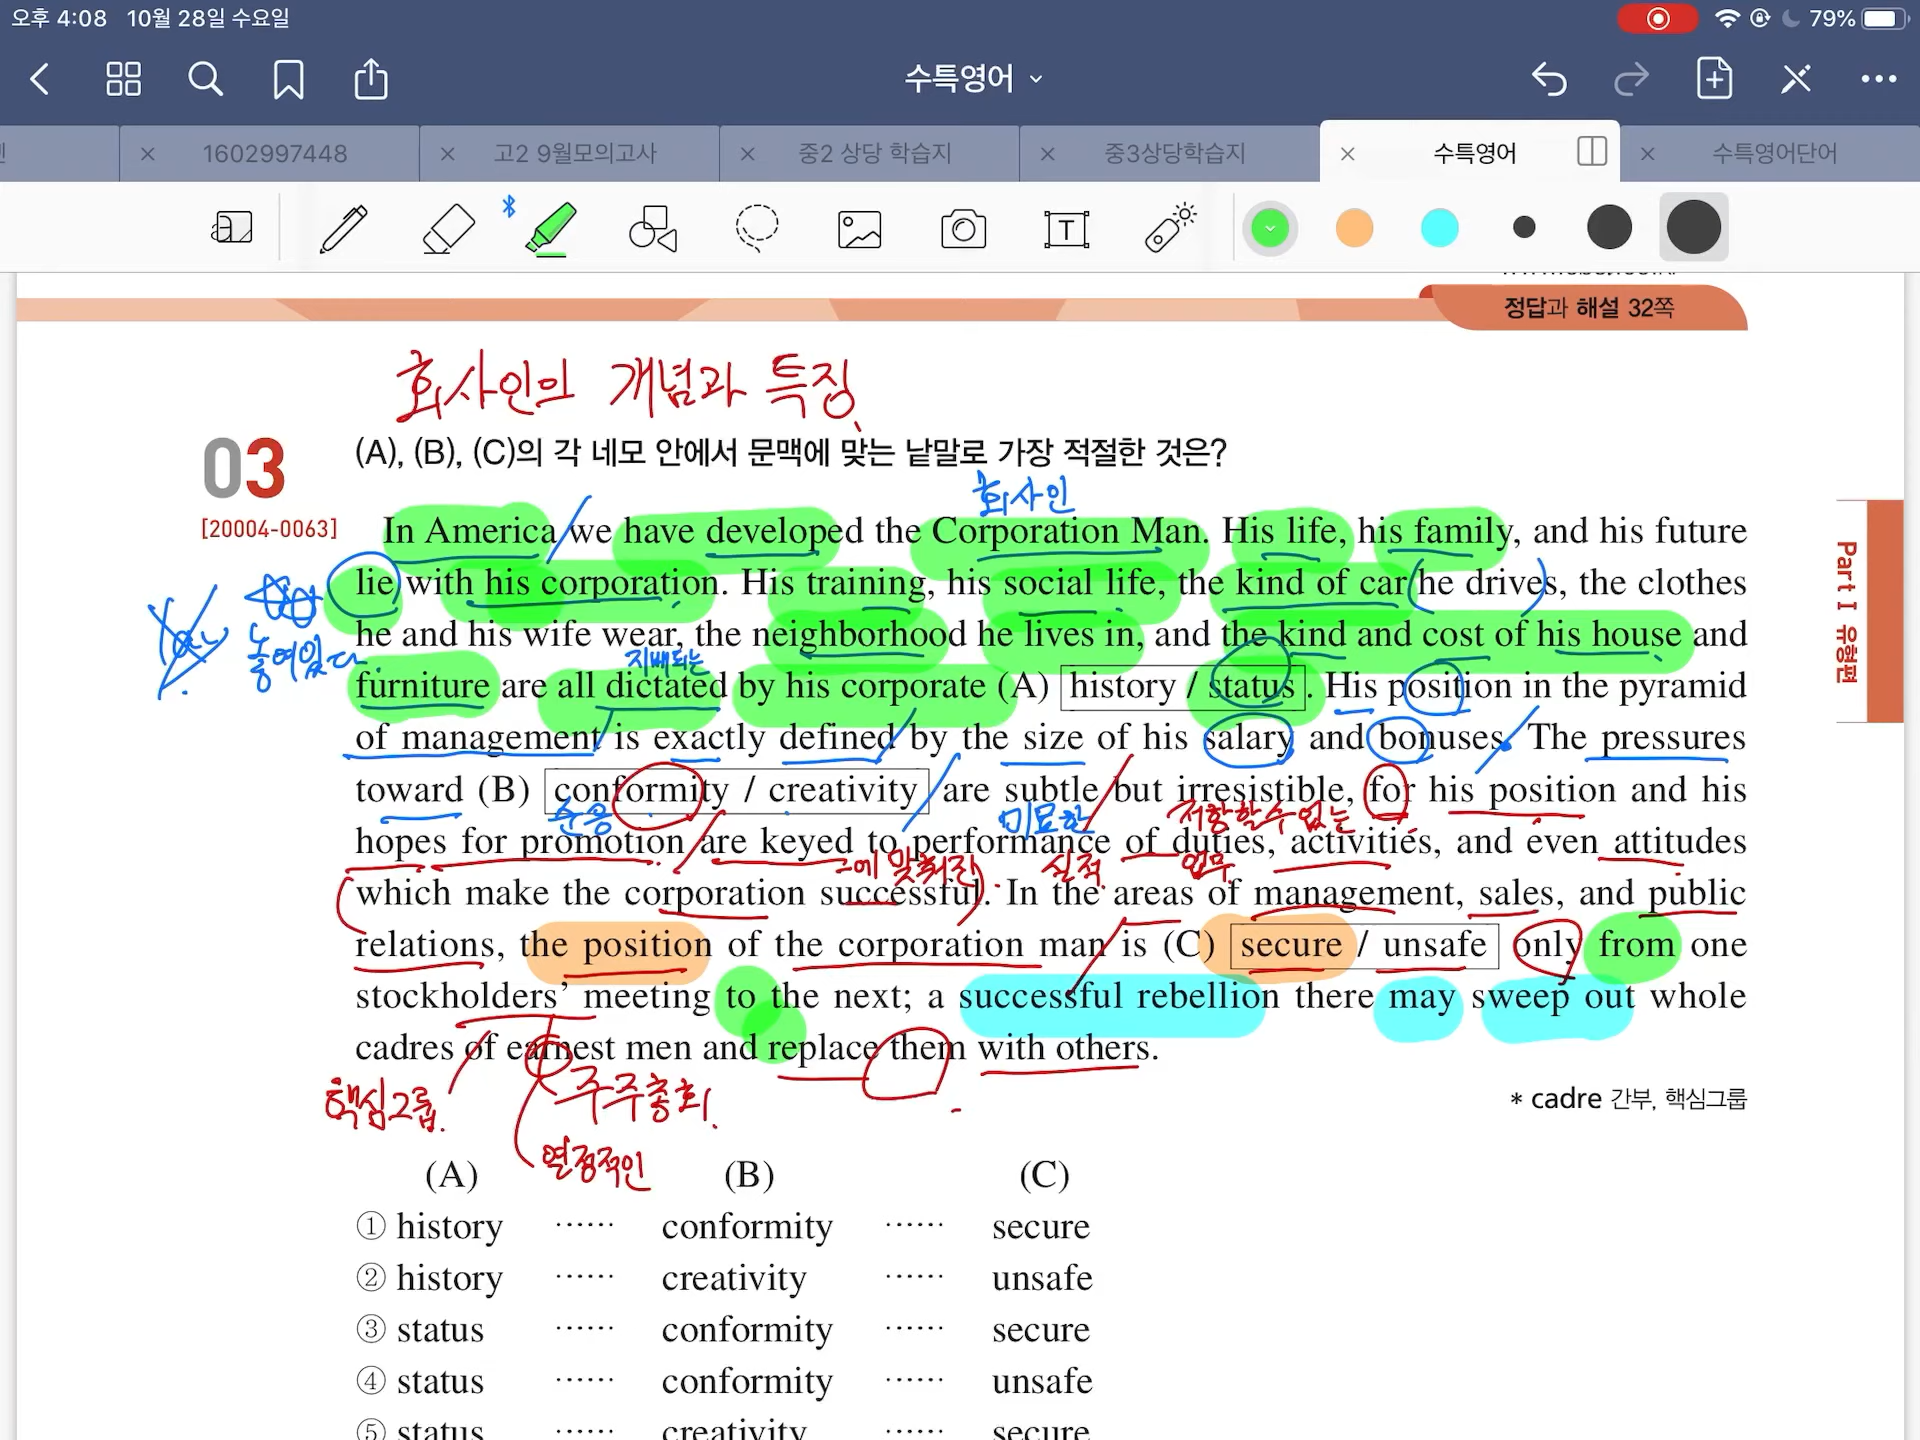 오후 4:08 10월 28일 수요일 79%
수특영어
1602997448 고2 9월모의고사 중2 상당 학습지 중3상당학습지 수특영어 수특영어단어
정답과 해설 32쪽
회사인의 개념과 특징
03 (A), (B), (C)의 각 네모 안에서 문맥에 맞는 낱말로 가장 적절한 것은?
회사인
[20004-0063] In America we have developed the Corporation Man. His life, his family, and his future
lie with his corporation. His training, his social life, the kind of car he drives, the clothes
he and his wife wear, the neighborhood he lives in, and the kind and cost of his house and
놓여있다 지배되는
furniture are all dictated by his corporate (A) history / status . His position in the pyramid
of management is exactly defined by the size of his salary and bonuses. The pressures
toward (B) conformity / creativity are subtle but irresistible, for his position and his
순응 미묘한 저항할수없는
hopes for promotion are keyed to performance of duties, activities, and even attitudes
~에 맞춰진 실적 업무
which make the corporation successful. In the areas of management, sales, and public
relations, the position of the corporation man is (C) secure / unsafe only from one
stockholders’ meeting to the next; a successful rebellion there may sweep out whole
cadres of earnest men and replace them with others.
핵심그룹 주주총회
열정적인
* cadre 간부, 핵심그룹
(A) (B) (C)
① history ······ conformity ······ secure
② history ······ creativity ······ unsafe
③ status ······ conformity ······ secure
④ status ······ conformity ······ unsafe
⑤ status ······ creativity ······ secure
Part I 유형편